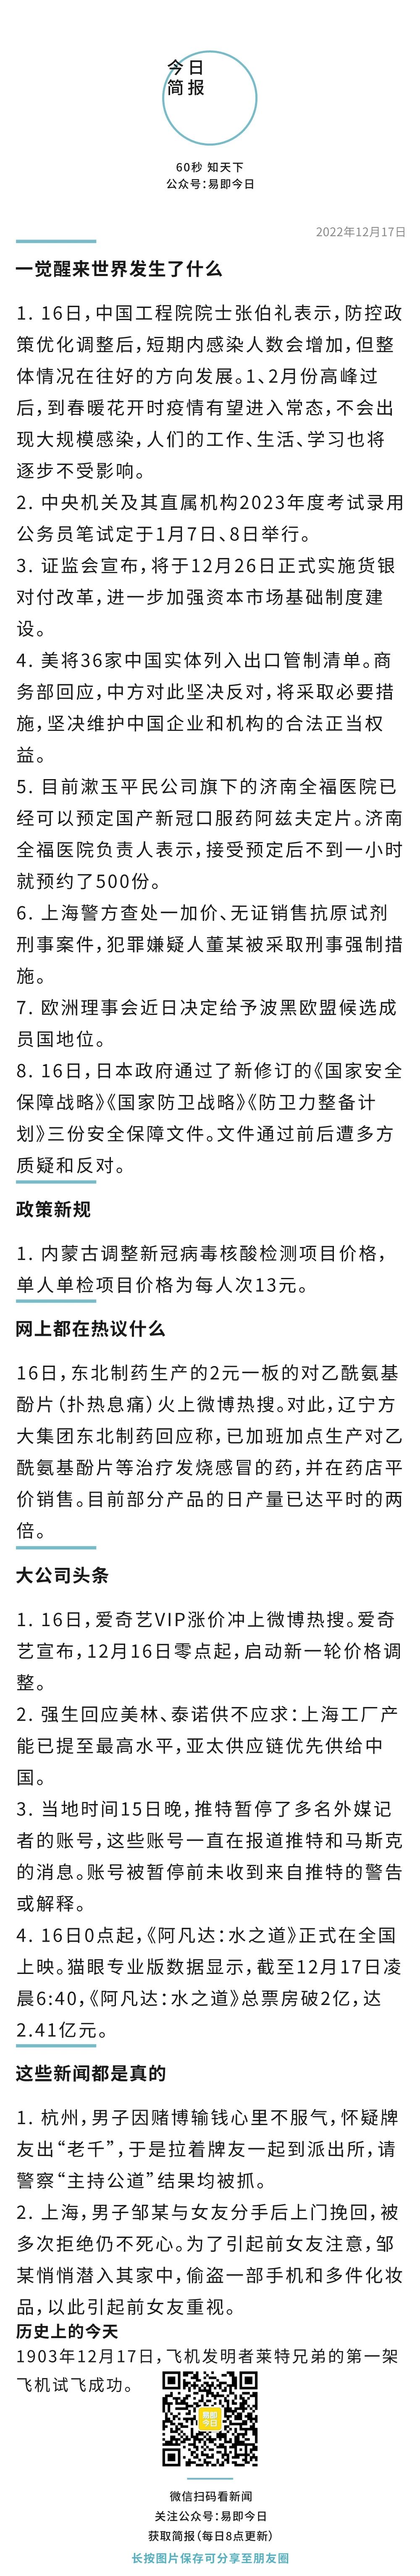 今日
简报
60秒 知天下
公众号：易即今日
2022年12月17日
一觉醒来世界发生了什么
1. 16日，中国工程院院士张伯礼表示，防控政
策优化调整后，短期内感染人数会增加，但整
体情况在往好的方向发展。1、2月份高峰过
后，到春暖花开时疫情有望进入常态，不会出
现大规模感染，人们的工作、生活、学习也将
逐步不受影响。
2. 中央机关及其直属机构2023年度考试录用
公务员笔试定于1月7日、8日举行。
3. 证监会宣布，将于12月26日正式实施货银
对付改革，进一步加强资本市场基础制度建
设。
4. 美将36家中国实体列入出口管制清单。商
务部回应，中方对此坚决反对，将采取必要措
施，坚决维护中国企业和机构的合法正当权
益。
5. 目前漱玉平民公司旗下的济南全福医院已
经可以预定国产新冠口服药阿兹夫定片。济南
全福医院负责人表示，接受预定后不到一小时
就预约了500份。
6. 上海警方查处一加价、无证销售抗原试剂
刑事案件，犯罪嫌疑人董某被采取刑事强制措
施。
7. 欧洲理事会近日决定给予波黑欧盟候选成
员国地位。
8. 16日，日本政府通过了新修订的《国家安全
保障战略》《国家防卫战略》《防卫力整备计
划》三份安全保障文件。文件通过前后遭多方
质疑和反对。
政策新规
1. 内蒙古调整新冠病毒核酸检测项目价格，
单人单检项目价格为每人次13元。
网上都在热议什么
16日，东北制药生产的2元一板的对乙酰氨基
酚片（扑热息痛）火上微博热搜。对此，辽宁方
大集团东北制药回应称，已加班加点生产对乙
酰氨基酚片等治疗发烧感冒的药，并在药店平
价销售。目前部分产品的日产量已达平时的两
倍。
大公司头条
1. 16日，爱奇艺VIP涨价冲上微博热搜。爱奇
艺宣布，12月16日零点起，启动新一轮价格调
整。
2. 强生回应美林、泰诺供不应求：上海工厂产
能已提至最高水平，亚太供应链优先供给中
国。
3. 当地时间15日晚，推特暂停了多名外媒记
者的账号，这些账号一直在报道推特和马斯克
的消息。账号被暂停前未收到来自推特的警告
或解释。
4. 16日0点起，《阿凡达：水之道》正式在全国
上映。猫眼专业版数据显示，截至12月17日凌
晨6:40，《阿凡达：水之道》总票房破2亿，达
2.41亿元。
这些新闻都是真的
1. 杭州，男子因赌博输钱心里不服气，怀疑牌
友出“老千”，于是拉着牌友一起到派出所，请
警察“主持公道”结果均被抓。
2. 上海，男子邹某与女友分手后上门挽回，被
多次拒绝仍不死心。为了引起前女友注意，邹
某悄悄潜入其家中，偷盗一部手机和多件化妆
品，以此引起前女友重视。
历史上的今天
1903年12月17日，飞机发明者莱特兄弟的第一架
飞机试飞成功。
易即
今日
微信扫码看新闻
关注公众号：易即今日
获取简报（每日8点更新）
长按图片保存可分享至朋友圈